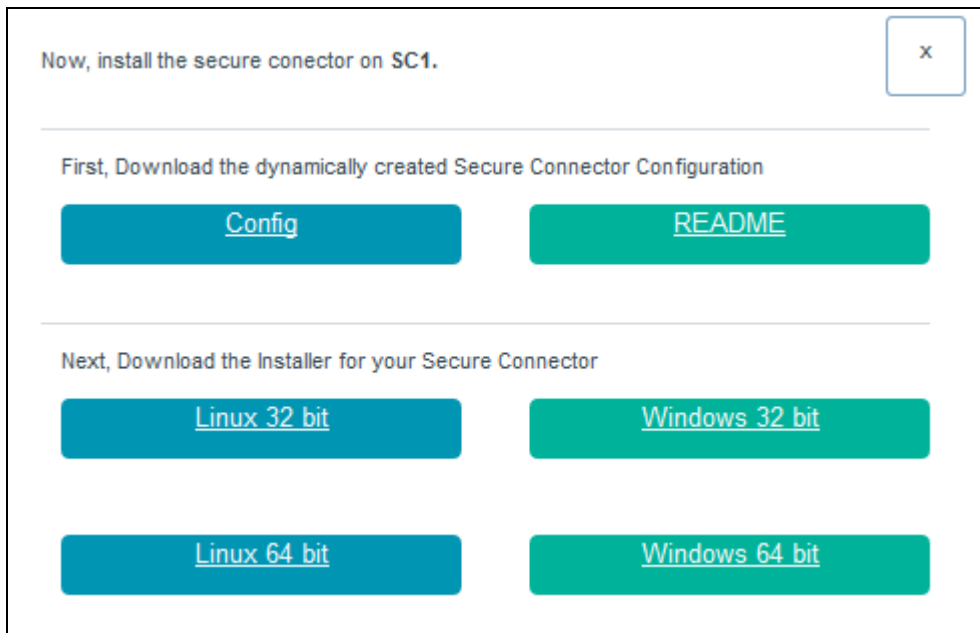 Now, install the secure conector on SC1.
x
First, Download the dynamically created Secure Connector Configuration
Config
README
Next, Download the Installer for your Secure Connector
Linux 32 bit
Windows 32 bit
Linux 64 bit
Windows 64 bit